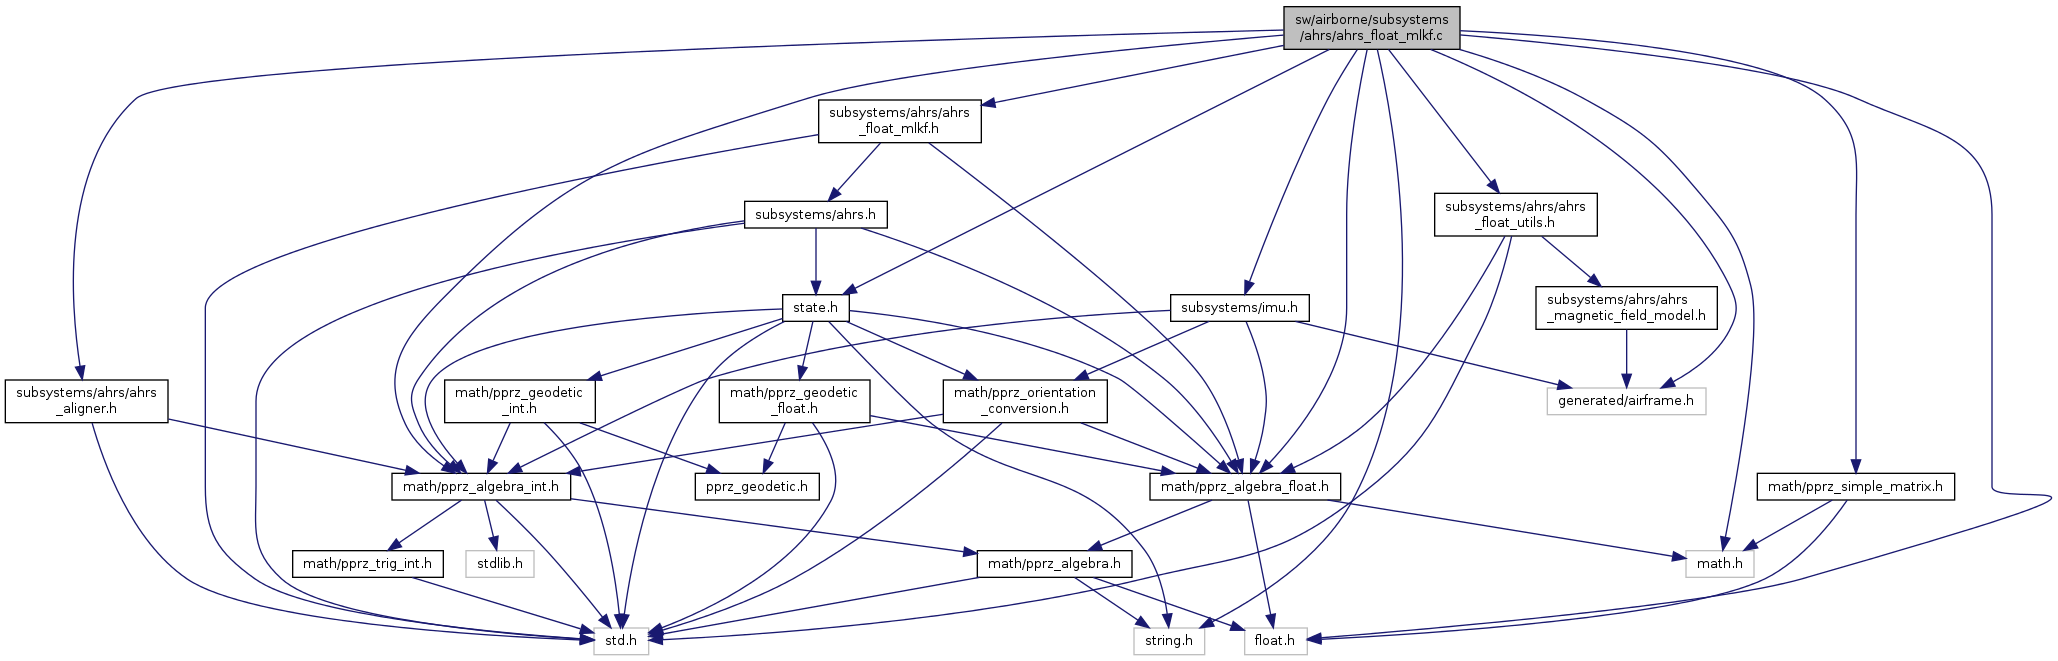 sw/airborne/subsystems
/ahrs/ahrs_float_mlkf.c
subsystems/ahrs/ahrs
_float_mlkf.h
subsystems/ahrs.h
subsystems/ahrs/ahrs
_float_utils.h
state.h
subsystems/imu.h
subsystems/ahrs/ahrs
_magnetic_field_model.h
subsystems/ahrs/ahrs
_aligner.h
math/pprz_geodetic
_int.h
math/pprz_geodetic
_float.h
math/pprz_orientation
_conversion.h
generated/airframe.h
math/pprz_algebra_int.h
pprz_geodetic.h
math/pprz_algebra_float.h
math/pprz_simple_matrix.h
math/pprz_trig_int.h
stdlib.h
math/pprz_algebra.h
math.h
std.h
string.h
float.h